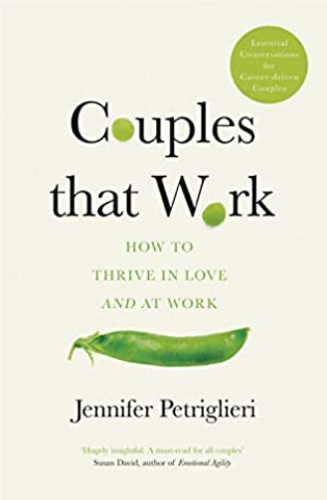 Essential
Conversations
for
Career-driven
Couples
Couples
that Work
HOW TO
THRIVE IN LOVE
AND AT WORK
Jennifer Petriglieri
'Hugely insightful. A must-read for all couples'
Susan David, author of Emotional Agility